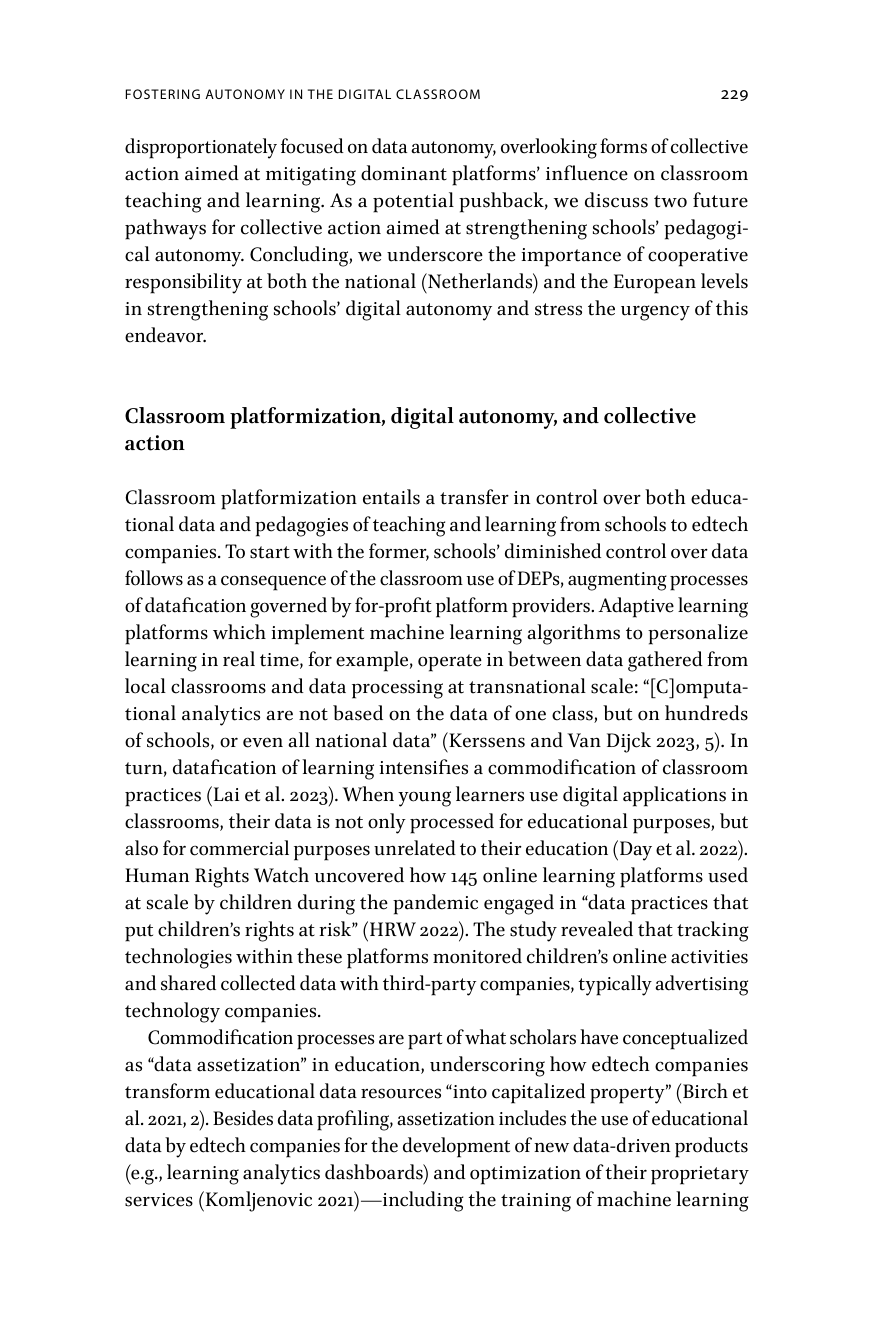 FOSTERING AUTONOMY IN THE DIGITAL CLASSROOM 229
disproportionately focused on data autonomy, overlooking forms of collective
action aimed at mitigating dominant platforms’ influence on classroom
teaching and learning. As a potential pushback, we discuss two future
pathways for collective action aimed at strengthening schools’ pedagogi-
cal autonomy. Concluding, we underscore the importance of cooperative
responsibility at both the national (Netherlands) and the European levels
in strengthening schools’ digital autonomy and stress the urgency of this
endeavor.
Classroom platformization, digital autonomy, and collective
action
Classroom platformization entails a transfer in control over both educa-
tional data and pedagogies of teaching and learning from schools to edtech
companies. To start with the former, schools’ diminished control over data
follows as a consequence of the classroom use of DEPs, augmenting processes
of datafication governed by for-profit platform providers. Adaptive learning
platforms which implement machine learning algorithms to personalize
learning in real time, for example, operate in between data gathered from
local classrooms and data processing at transnational scale: “[C]omputa-
tional analytics are not based on the data of one class, but on hundreds
of schools, or even all national data” (Kerssens and Van Dijck 2023, 5). In
turn, datafication of learning intensifies a commodification of classroom
practices (Lai et al. 2023). When young learners use digital applications in
classrooms, their data is not only processed for educational purposes, but
also for commercial purposes unrelated to their education (Day et al. 2022).
Human Rights Watch uncovered how 145 online learning platforms used
at scale by children during the pandemic engaged in “data practices that
put children’s rights at risk” (HRW 2022). The study revealed that tracking
technologies within these platforms monitored children’s online activities
and shared collected data with third-party companies, typically advertising
technology companies.
Commodification processes are part of what scholars have conceptualized
as “data assetization” in education, underscoring how edtech companies
transform educational data resources “into capitalized property” (Birch et
al. 2021, 2). Besides data profiling, assetization includes the use of educational
data by edtech companies for the development of new data-driven products
(e.g., learning analytics dashboards) and optimization of their proprietary
services (Komljenovic 2021)—including the training of machine learning